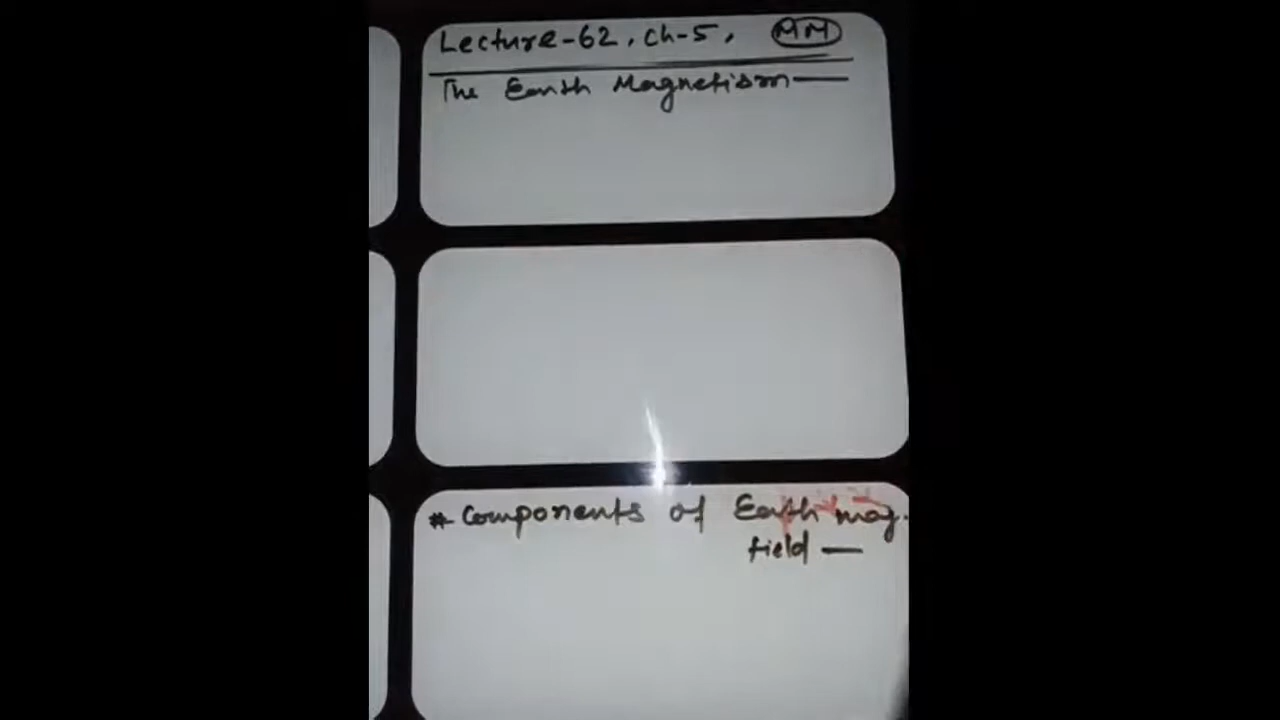 Lecture-62, Ch-5, MM
The Earth Magnetism—
# Components of Earth mag.
field —